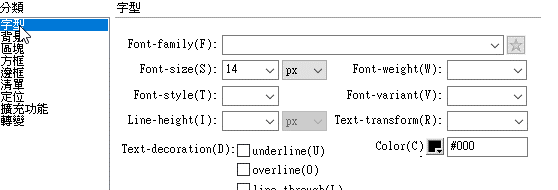 分類
字型
背景
區塊
方框
邊框
清單
定位
擴充功能
轉變
字型
Font-family(F):
Font-size(S): 14 px Font-weight(W):
Font-style(T): Font-variant(V):
Line-height(I): px Text-transform(R):
Text-decoration(D): underline(U) Color(C) #000
overline(O)
line-through(L)